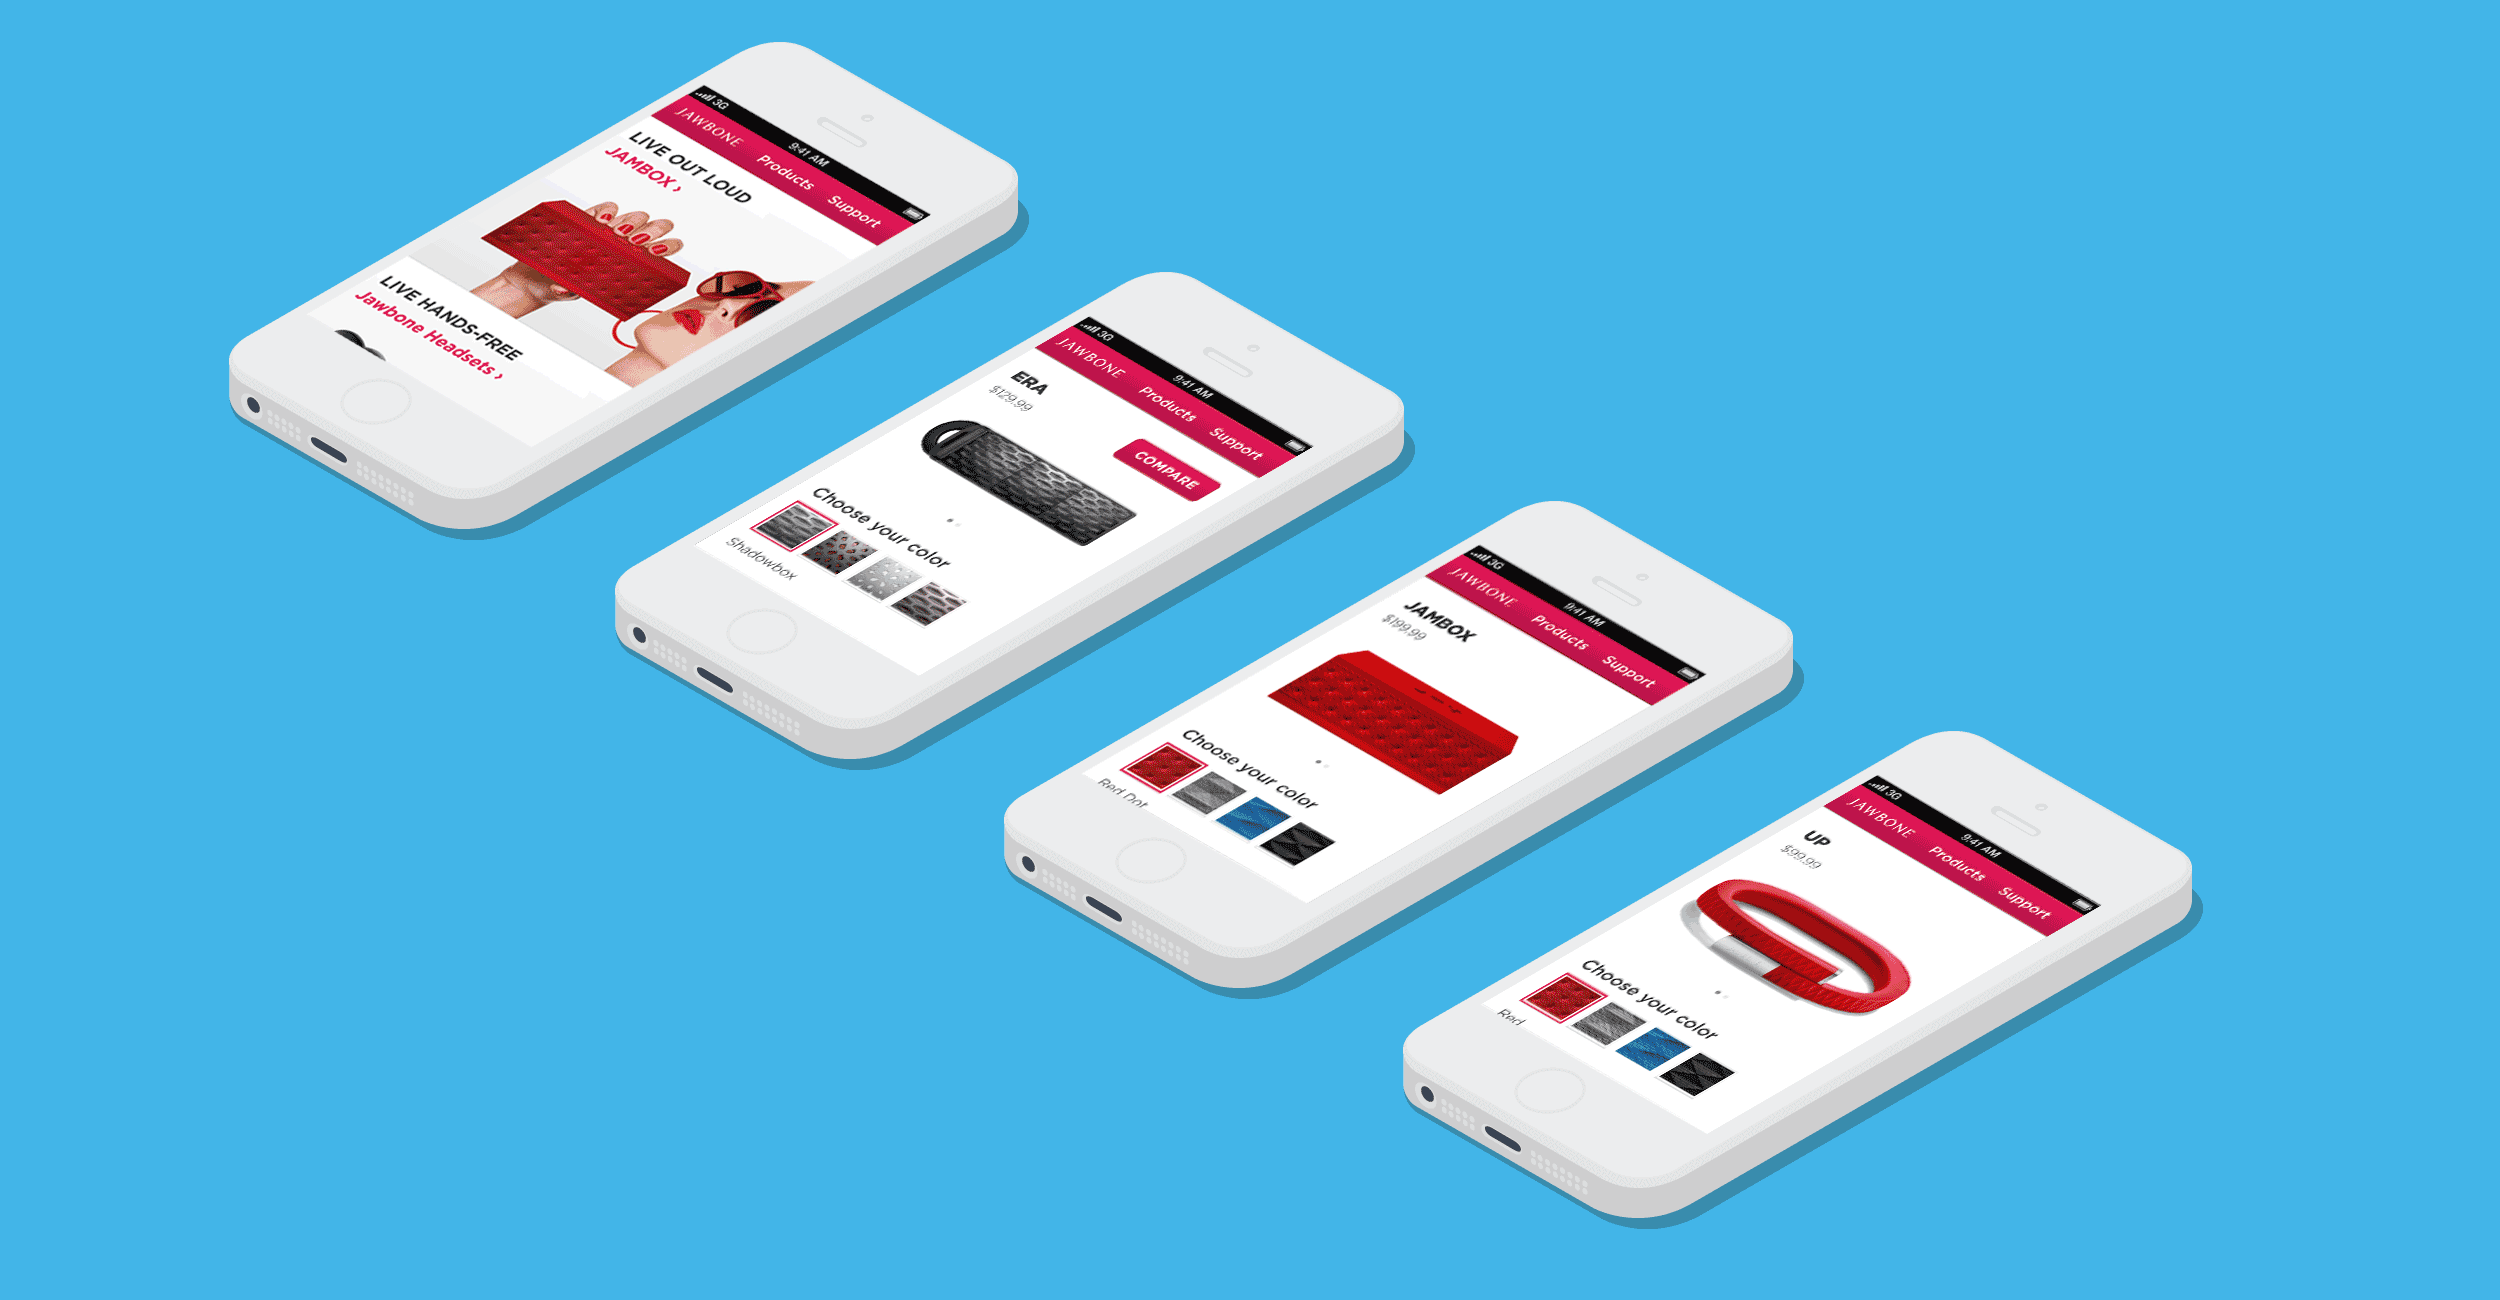 3G 9:41 AM
JAWBONE Products Support
LIVE OUT LOUD
JAMBOX ›
LIVE HANDS-FREE
Jawbone Headsets ›
3G 9:41 AM
JAWBONE Products Support
ERA
$129.99
COMPARE
Choose your color
Shadowbox
3G 9:41 AM
JAWBONE Products Support
JAMBOX
$199.99
Choose your color
Red Dot
3G 9:41 AM
JAWBONE Products Support
UP
$99.99
Choose your color
Red